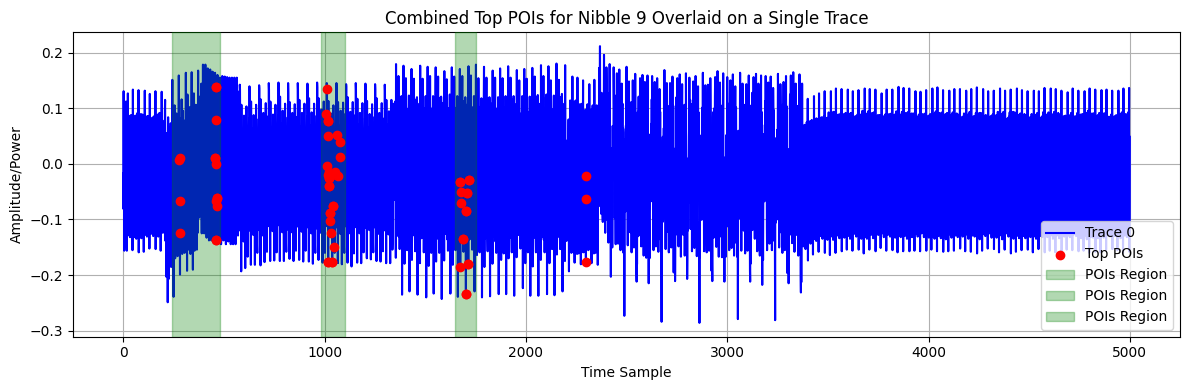 Combined Top POIs for Nibble 9 Overlaid on a Single Trace
Amplitude/Power
0.2
0.1
0.0
−0.1
−0.2
−0.3
0
1000
2000
3000
4000
5000
Time Sample
Trace 0
Top POIs
POIs Region
POIs Region
POIs Region